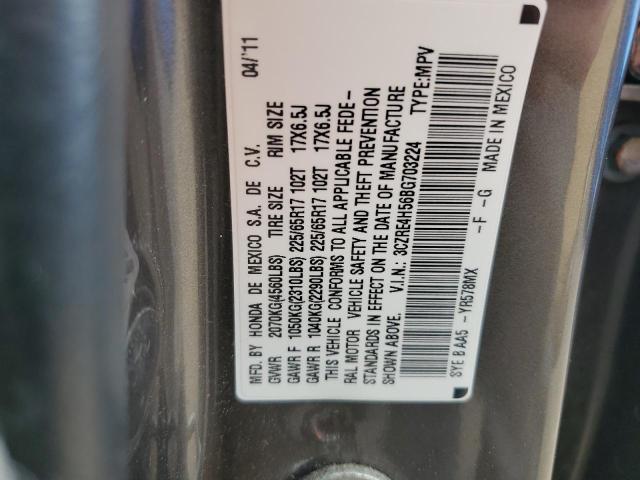 MFD. BY HONDA DE MEXICO S.A. DE C.V. 04/'11
GVWR 2070KG(4560LBS) TIRE SIZE RIM SIZE
GAWR F 1050KG(2310LBS) 225/65R17 102T 17X6.5J
GAWR R 1040KG(2290LBS) 225/65R17 102T 17X6.5J
THIS VEHICLE CONFORMS TO ALL APPLICABLE FEDE-
RAL MOTOR VEHICLE SAFETY AND THEFT PREVENTION
STANDARDS IN EFFECT ON THE DATE OF MANUFACTURE
SHOWN ABOVE. V.I.N.: 3CZRE4H56BG703224 TYPE:MPV
SYE B AA5 -YR578MX -F -G MADE IN MEXICO